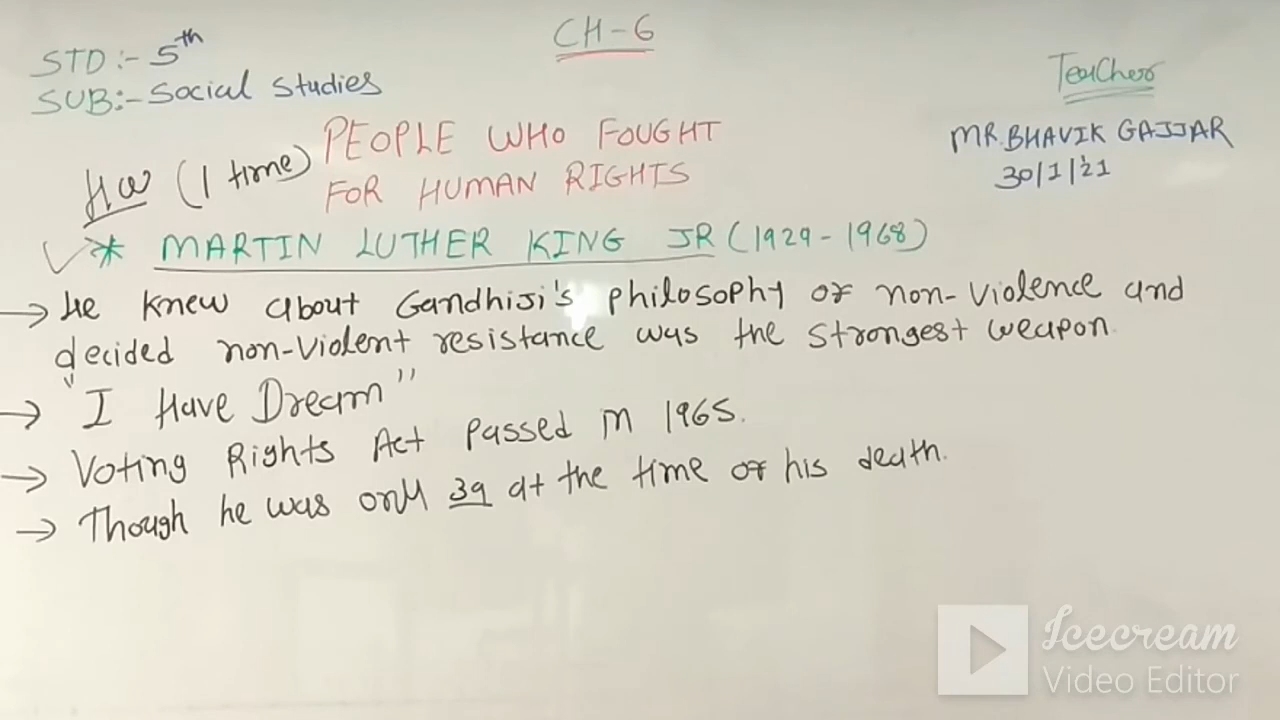 CH-6
STD:- 5th
SUB:- Social Studies
Teacher
MR.BHAVIK GAJJAR
30/1/21
PEOPLE WHO FOUGHT
FOR HUMAN RIGHTS
HW (1 time)
* MARTIN LUTHER KING JR (1929-1968)
→ He knew about Gandhiji's philosophy of non-violence and
decided non-violent resistance was the strongest weapon.
→ "I Have Dream"
→ Voting Rights Act passed in 1965.
→ Though he was only 39 at the time of his death.
Icecream
Video Editor